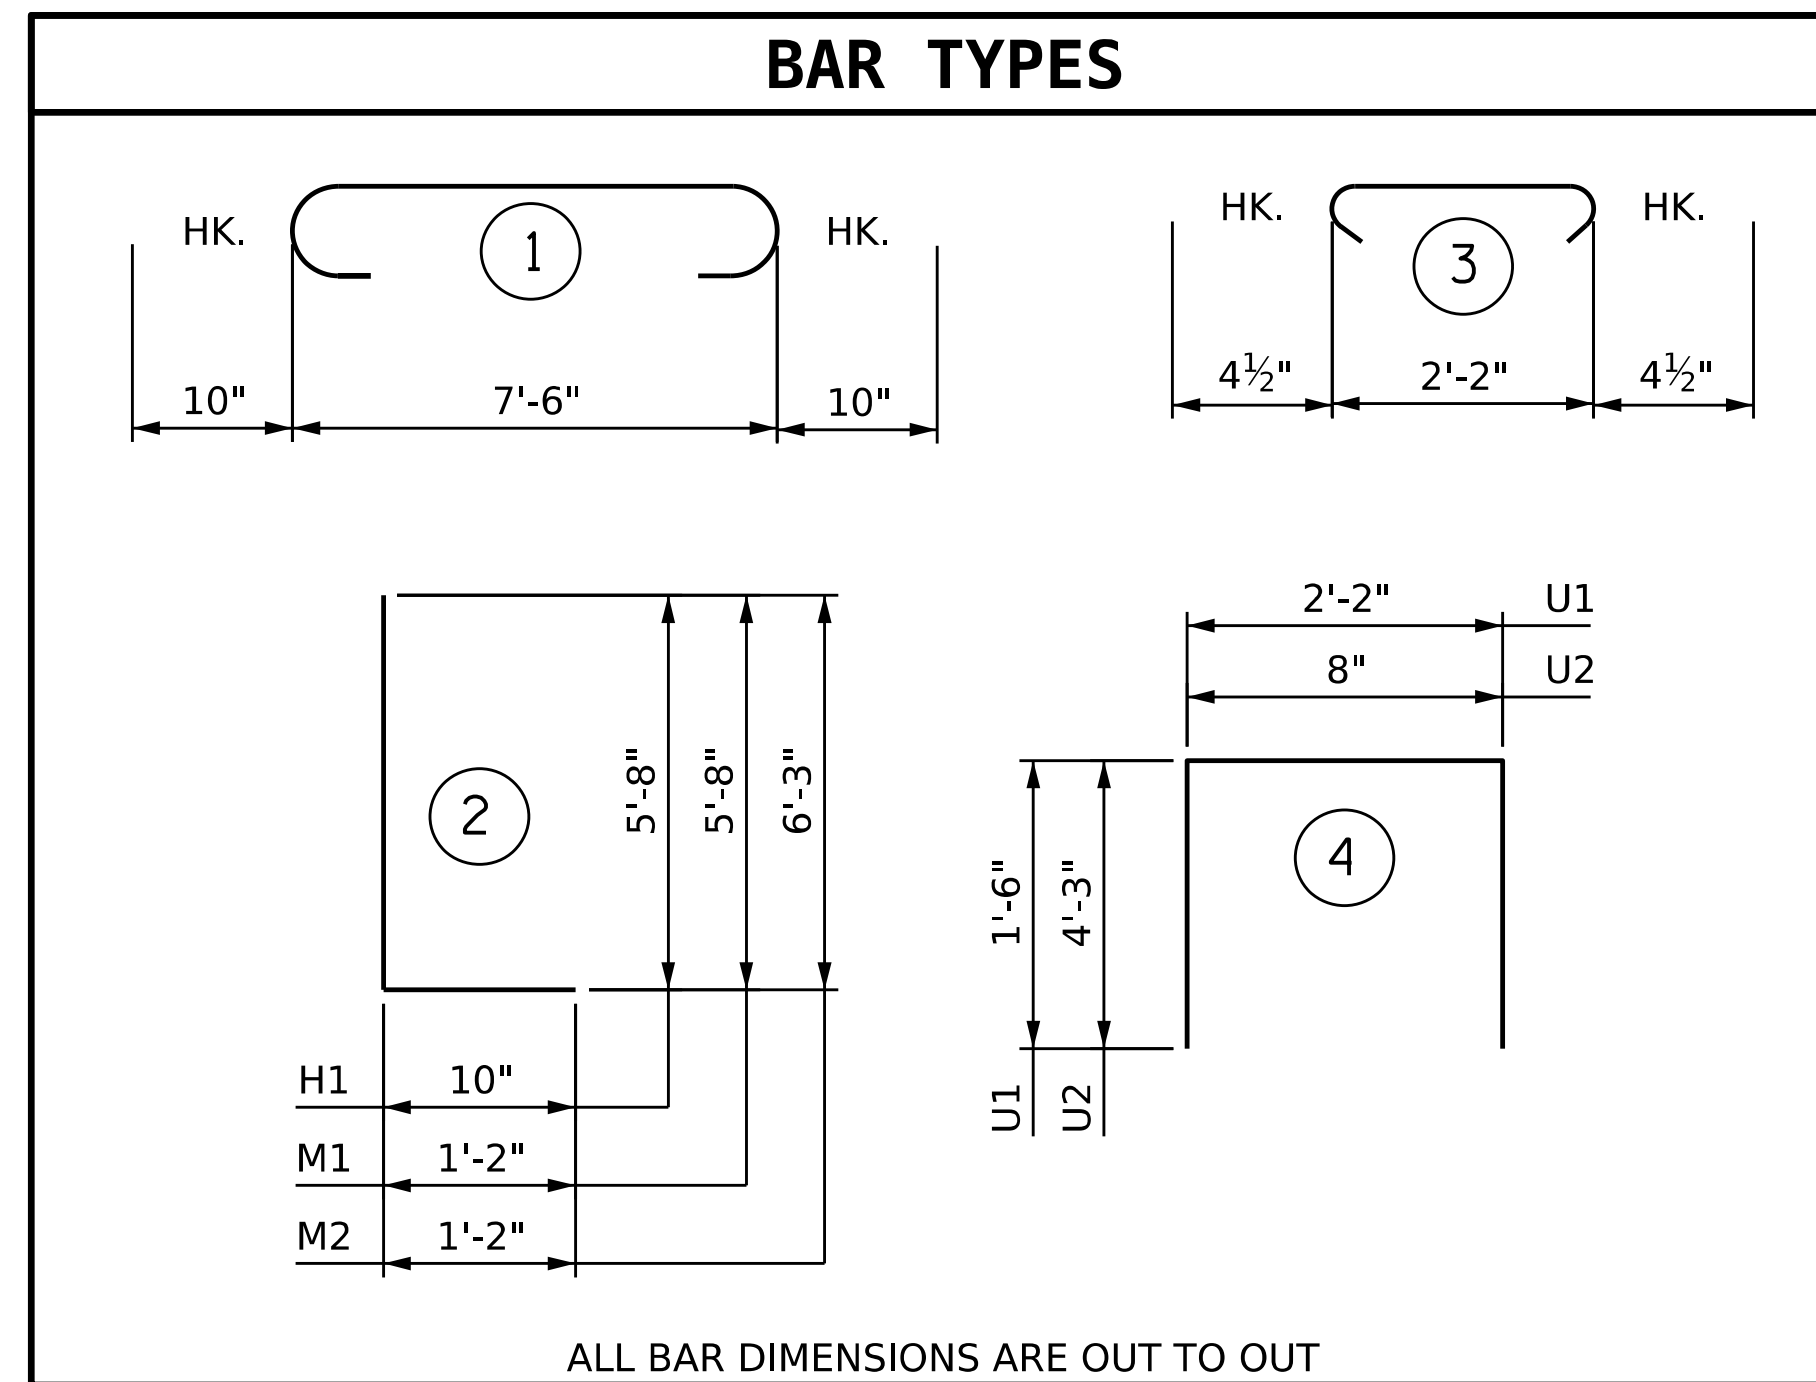 BAR TYPES
HK.
1
HK.
10"
7'-6"
10"
HK.
3
HK.
4½"
2'-2"
4½"
2
5'-8"
5'-8"
6'-3"
H1
10"
M1
1'-2"
M2
1'-2"
2'-2"
U1
8"
U2
4
1'-6"
4'-3"
U1
U2
ALL BAR DIMENSIONS ARE OUT TO OUT